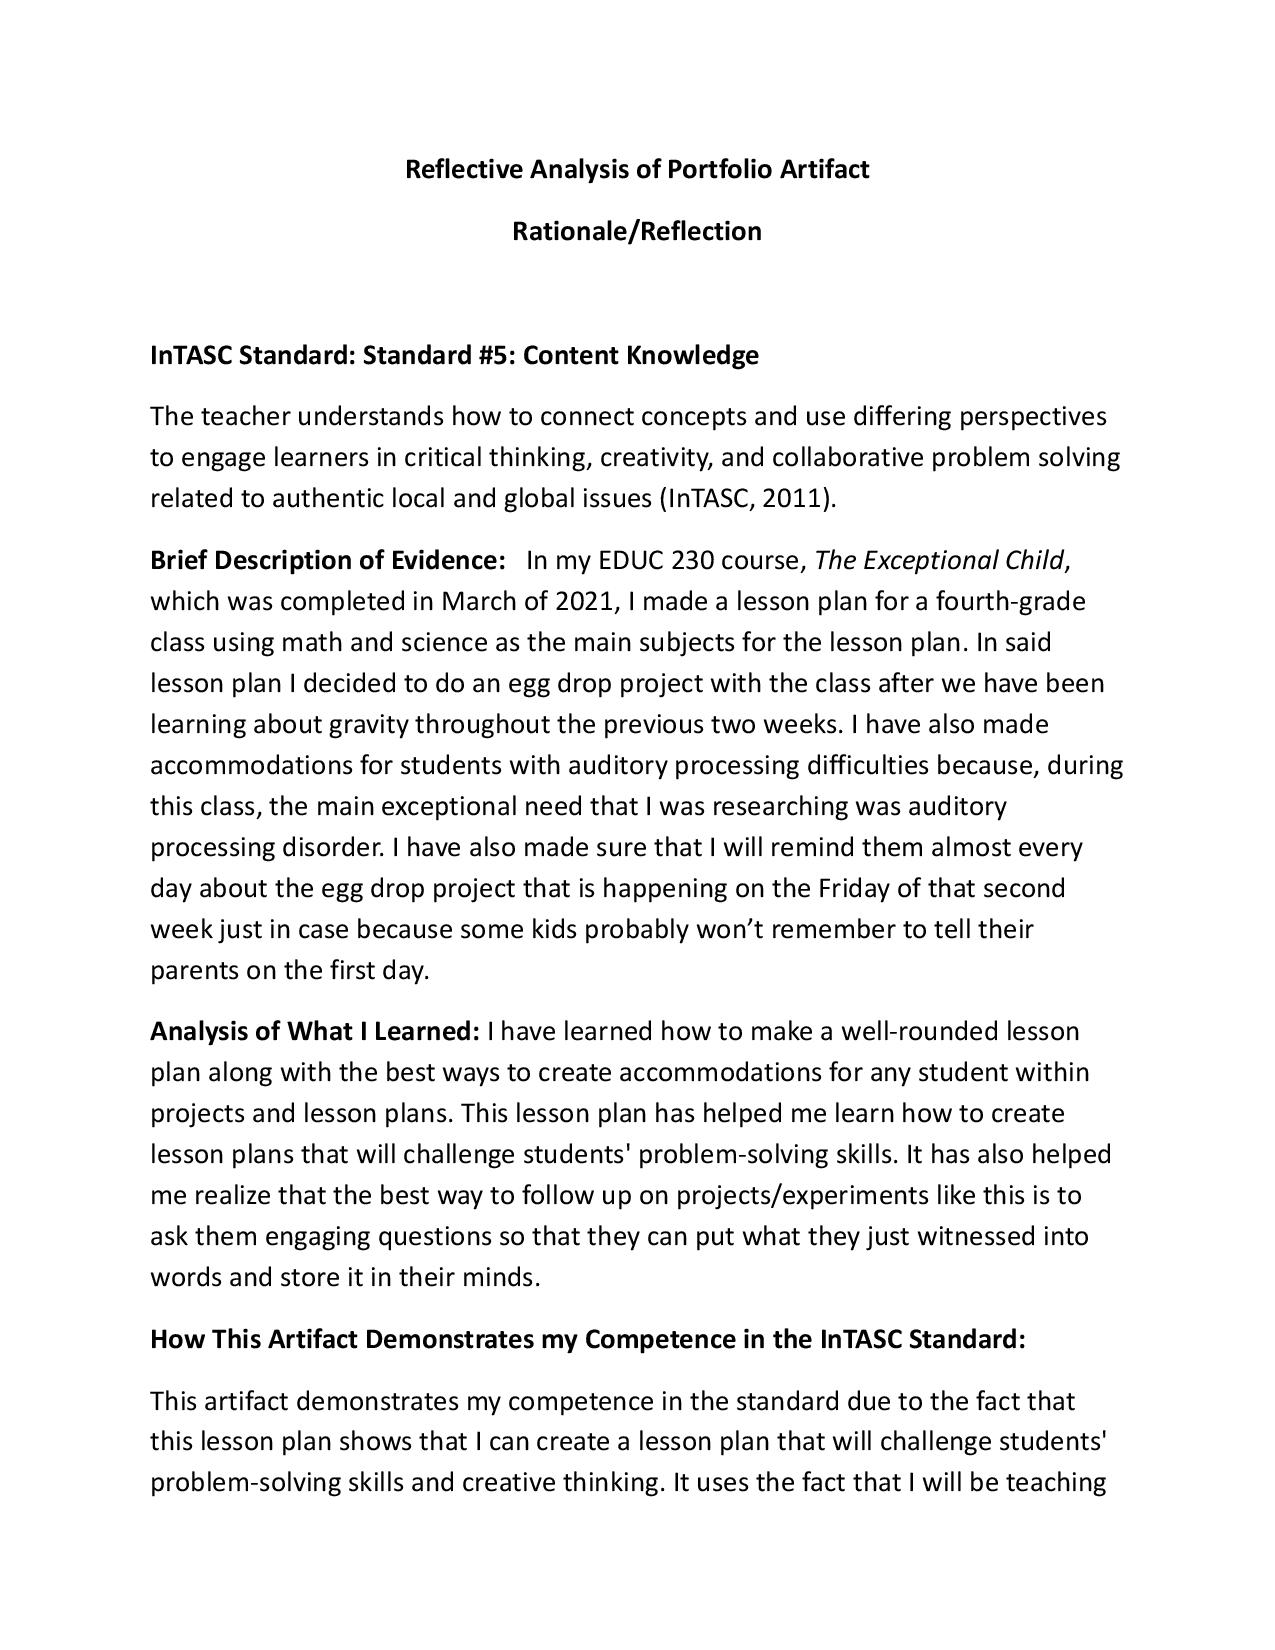 Reflective Analysis of Portfolio Artifact
Rationale/Reflection
InTASC Standard: Standard #5: Content Knowledge
The teacher understands how to connect concepts and use differing perspectives
to engage learners in critical thinking, creativity, and collaborative problem solving
related to authentic local and global issues (InTASC, 2011).
Brief Description of Evidence:   In my EDUC 230 course, The Exceptional Child,
which was completed in March of 2021, I made a lesson plan for a fourth-grade
class using math and science as the main subjects for the lesson plan. In said
lesson plan I decided to do an egg drop project with the class after we have been
learning about gravity throughout the previous two weeks. I have also made
accommodations for students with auditory processing difficulties because, during
this class, the main exceptional need that I was researching was auditory
processing disorder. I have also made sure that I will remind them almost every
day about the egg drop project that is happening on the Friday of that second
week just in case because some kids probably won’t remember to tell their
parents on the first day.
Analysis of What I Learned: I have learned how to make a well-rounded lesson
plan along with the best ways to create accommodations for any student within
projects and lesson plans. This lesson plan has helped me learn how to create
lesson plans that will challenge students' problem-solving skills. It has also helped
me realize that the best way to follow up on projects/experiments like this is to
ask them engaging questions so that they can put what they just witnessed into
words and store it in their minds.
How This Artifact Demonstrates my Competence in the InTASC Standard:
This artifact demonstrates my competence in the standard due to the fact that
this lesson plan shows that I can create a lesson plan that will challenge students'
problem-solving skills and creative thinking. It uses the fact that I will be teaching